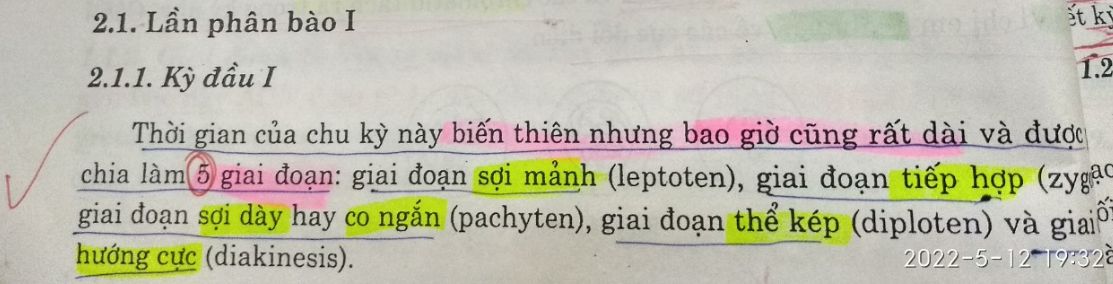 2.1. Lần phân bào I
ết kỳ
2.1.1. Kỳ đầu I
1.2
Thời gian của chu kỳ này biến thiên nhưng bao giờ cũng rất dài và được
chia làm 5 giai đoạn: giai đoạn sợi mảnh (leptoten), giai đoạn tiếp hợp (zyg
giai đoạn sợi dày hay co ngắn (pachyten), giai đoạn thể kép (diploten) và giai
hướng cực (diakinesis).
2022-5-12 19:32